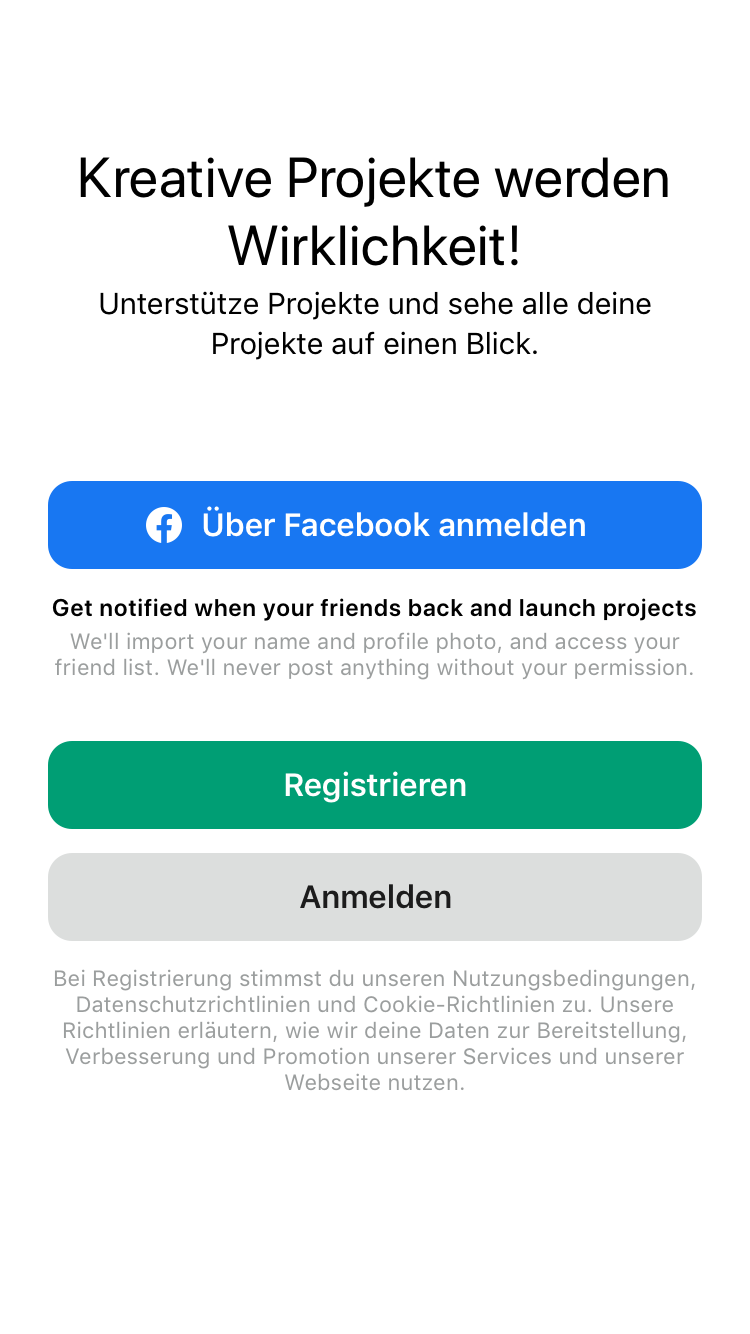 Kreative Projekte werden
Wirklichkeit!
Unterstütze Projekte und sehe alle deine
Projekte auf einen Blick.
Über Facebook anmelden
Get notified when your friends back and launch projects
We'll import your name and profile photo, and access your
friend list. We'll never post anything without your permission.
Registrieren
Anmelden
Bei Registrierung stimmst du unseren Nutzungsbedingungen,
Datenschutzrichtlinien und Cookie-Richtlinien zu. Unsere
Richtlinien erläutern, wie wir deine Daten zur Bereitstellung,
Verbesserung und Promotion unserer Services und unserer
Webseite nutzen.